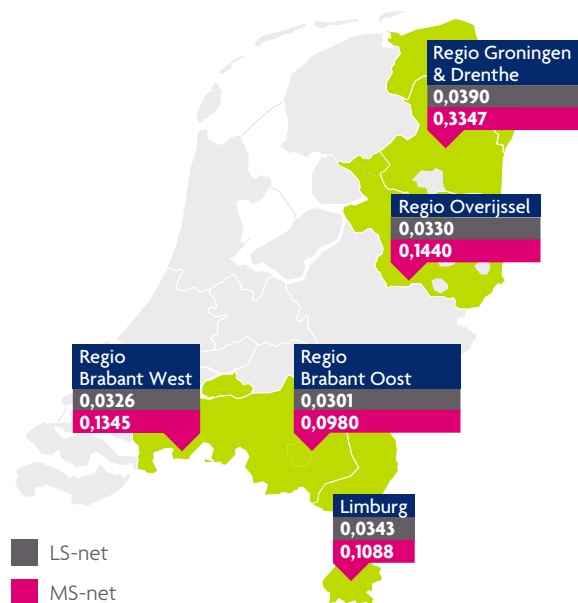 Regio Groningen
& Drenthe
0,0390
0,3347
Regio Overijssel
0,0330
0,1440
Regio
Brabant West
0,0326
0,1345
Regio
Brabant Oost
0,0301
0,0980
Limburg
0,0343
0,1088
LS-net
MS-net